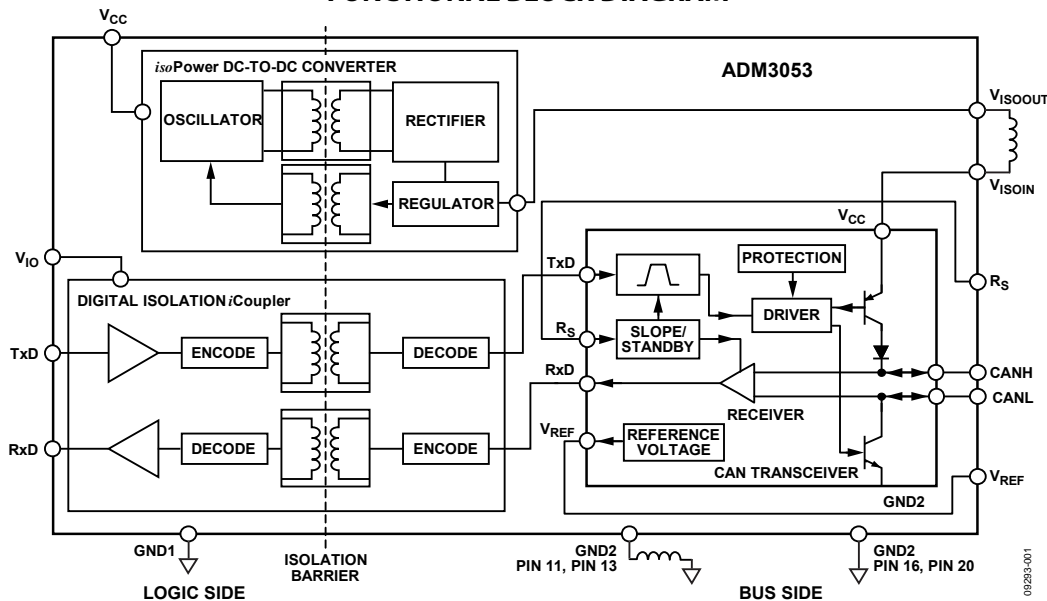 FUNCTIONAL BLOCK DIAGRAM
VCC
isoPower DC-TO-DC CONVERTER
ADM3053
OSCILLATOR
RECTIFIER
REGULATOR
VISOOUT
VISOIN
VCC
VIO
DIGITAL ISOLATION iCoupler
TxD
PROTECTION
DRIVER
RS
RS
SLOPE/
STANDBY
TxD
ENCODE
DECODE
RxD
CANH
CANL
RECEIVER
RxD
DECODE
ENCODE
VREF
REFERENCE
VOLTAGE
CAN TRANSCEIVER
VREF
GND2
GND1
ISOLATION
BARRIER
GND2
PIN 11, PIN 13
GND2
PIN 16, PIN 20
LOGIC SIDE
BUS SIDE
09293-001